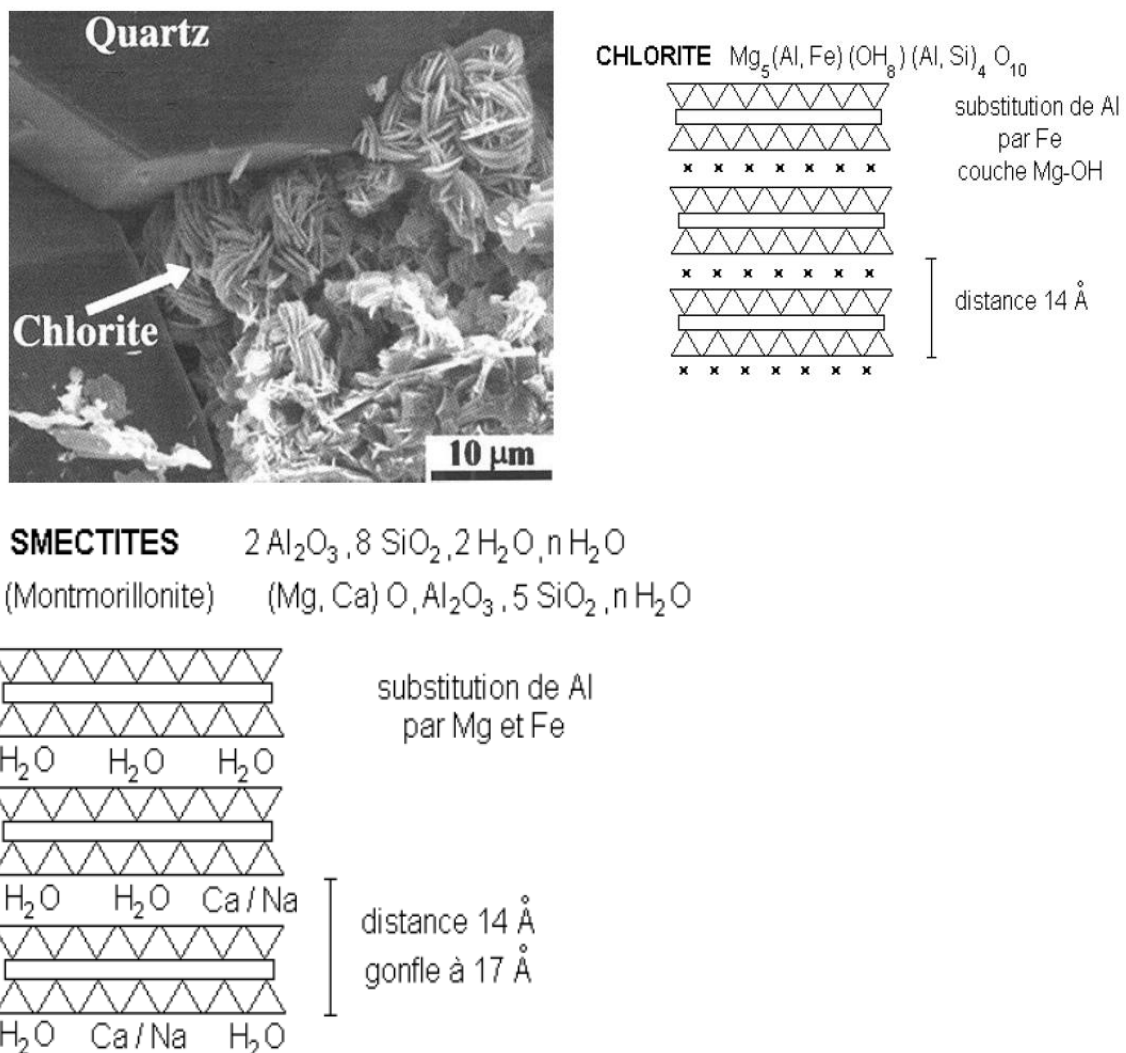 Quartz
Chlorite
10 µm
CHLORITE Mg₅(Al, Fe) (OH₈) (Al, Si)₄ O₁₀
substitution de Al
par Fe
couche Mg-OH
x x x x x x x
x x x x x x x
distance 14 Å
x x x x x x x
SMECTITES 2 Al₂O₃ , 8 SiO₂ , 2 H₂O , n H₂O
(Montmorillonite) (Mg, Ca) O , Al₂O₃ , 5 SiO₂ , n H₂O
substitution de Al
par Mg et Fe
H₂O H₂O H₂O
H₂O H₂O Ca / Na
distance 14 Å
gonfle à 17 Å
H₂O Ca / Na H₂O